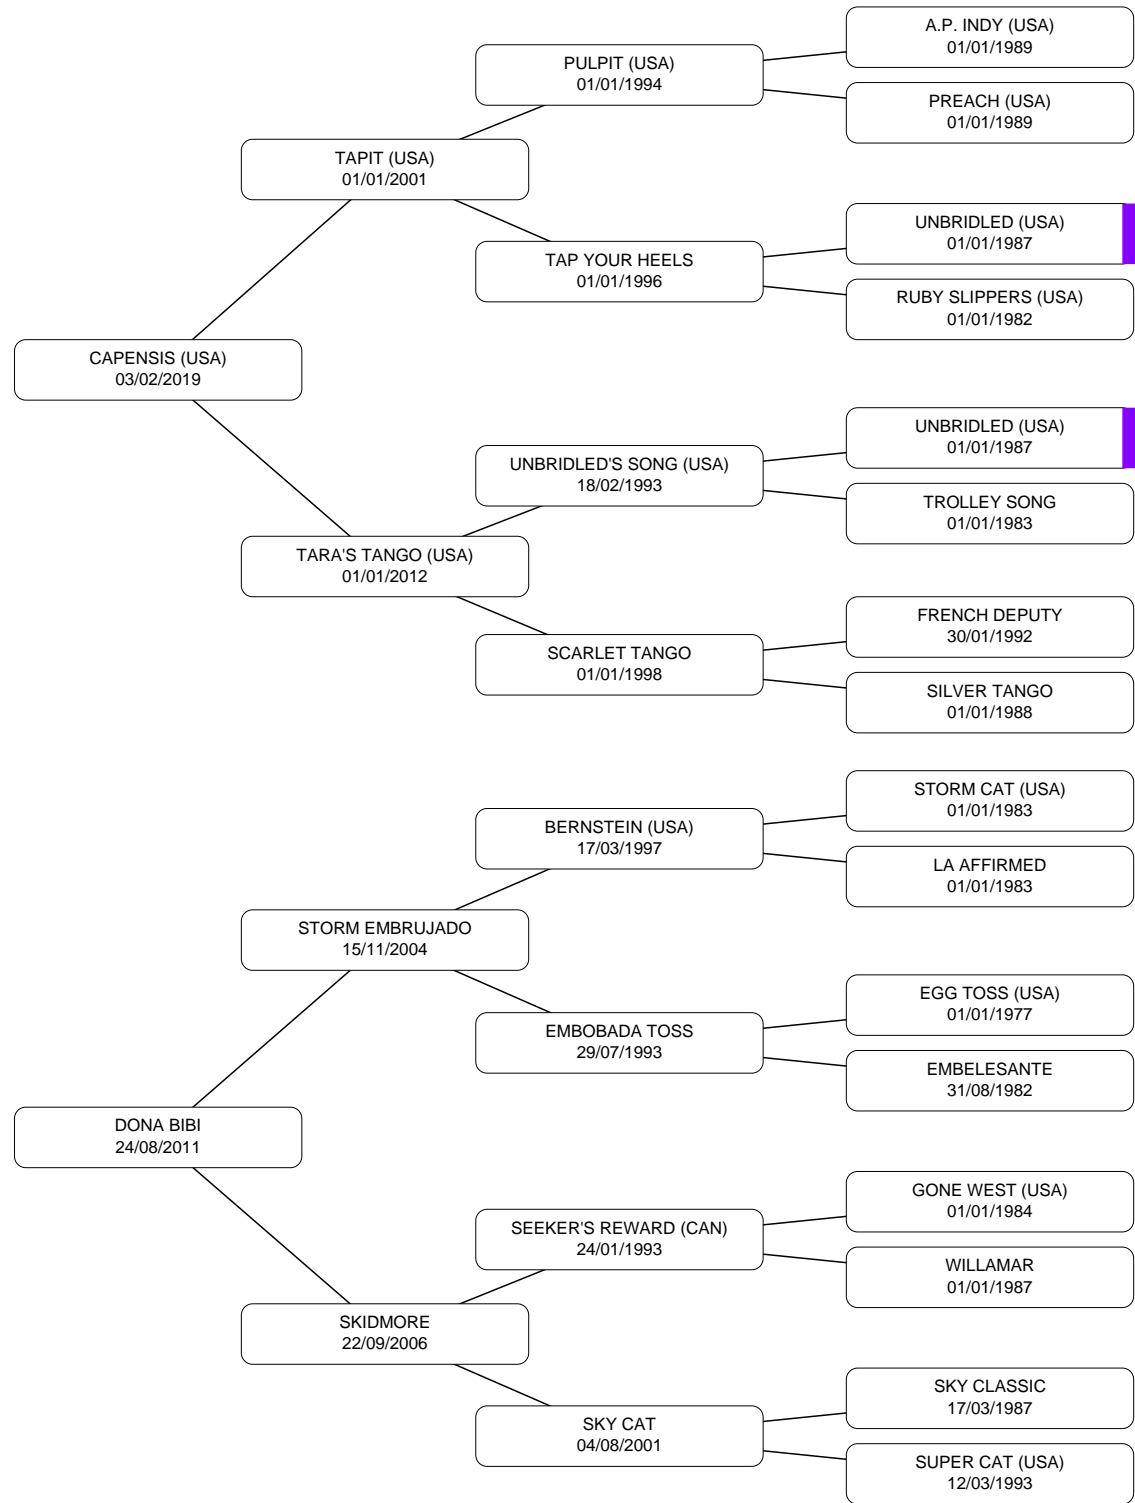 A.P. INDY (USA)
01/01/1989
PULPIT (USA)
01/01/1994
PREACH (USA)
01/01/1989
TAPIT (USA)
01/01/2001
UNBRIDLED (USA)
01/01/1987
TAP YOUR HEELS
01/01/1996
RUBY SLIPPERS (USA)
01/01/1982
CAPENSIS (USA)
03/02/2019
UNBRIDLED (USA)
01/01/1987
UNBRIDLED'S SONG (USA)
18/02/1993
TROLLEY SONG
01/01/1983
TARA'S TANGO (USA)
01/01/2012
FRENCH DEPUTY
30/01/1992
SCARLET TANGO
01/01/1998
SILVER TANGO
01/01/1988
STORM CAT (USA)
01/01/1983
BERNSTEIN (USA)
17/03/1997
LA AFFIRMED
01/01/1983
STORM EMBRUJADO
15/11/2004
EGG TOSS (USA)
01/01/1977
EMBOBADA TOSS
29/07/1993
EMBELESANTE
31/08/1982
DONA BIBI
24/08/2011
GONE WEST (USA)
01/01/1984
SEEKER'S REWARD (CAN)
24/01/1993
WILLAMAR
01/01/1987
SKIDMORE
22/09/2006
SKY CLASSIC
17/03/1987
SKY CAT
04/08/2001
SUPER CAT (USA)
12/03/1993